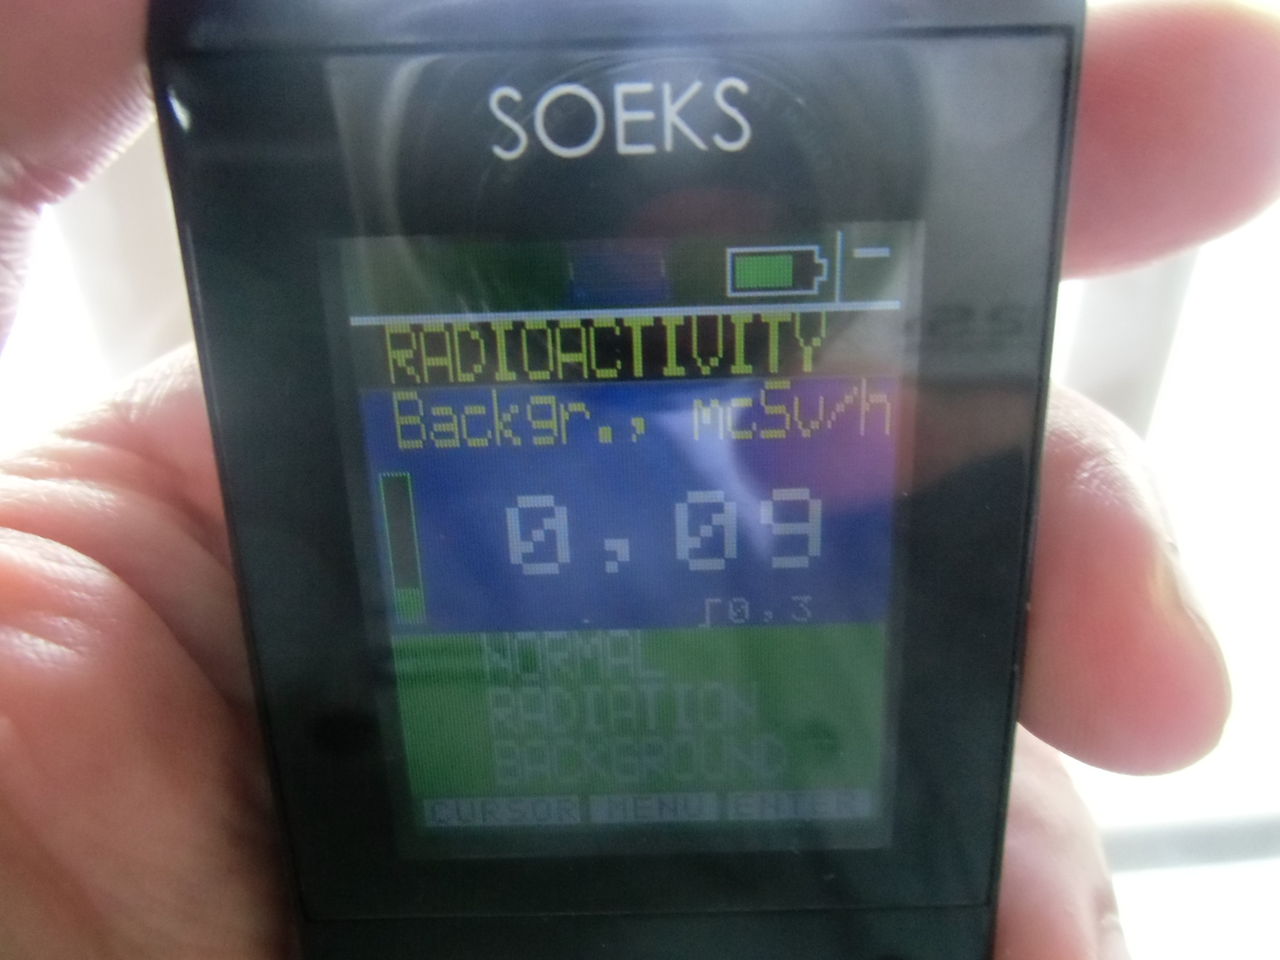 SOEKS
RADIOACTIVITY
Backgr., mcSv/h
0,09
⌈0,3
NORMAL
RADIATION
BACKGROUND
CURSOR MENU ENTER